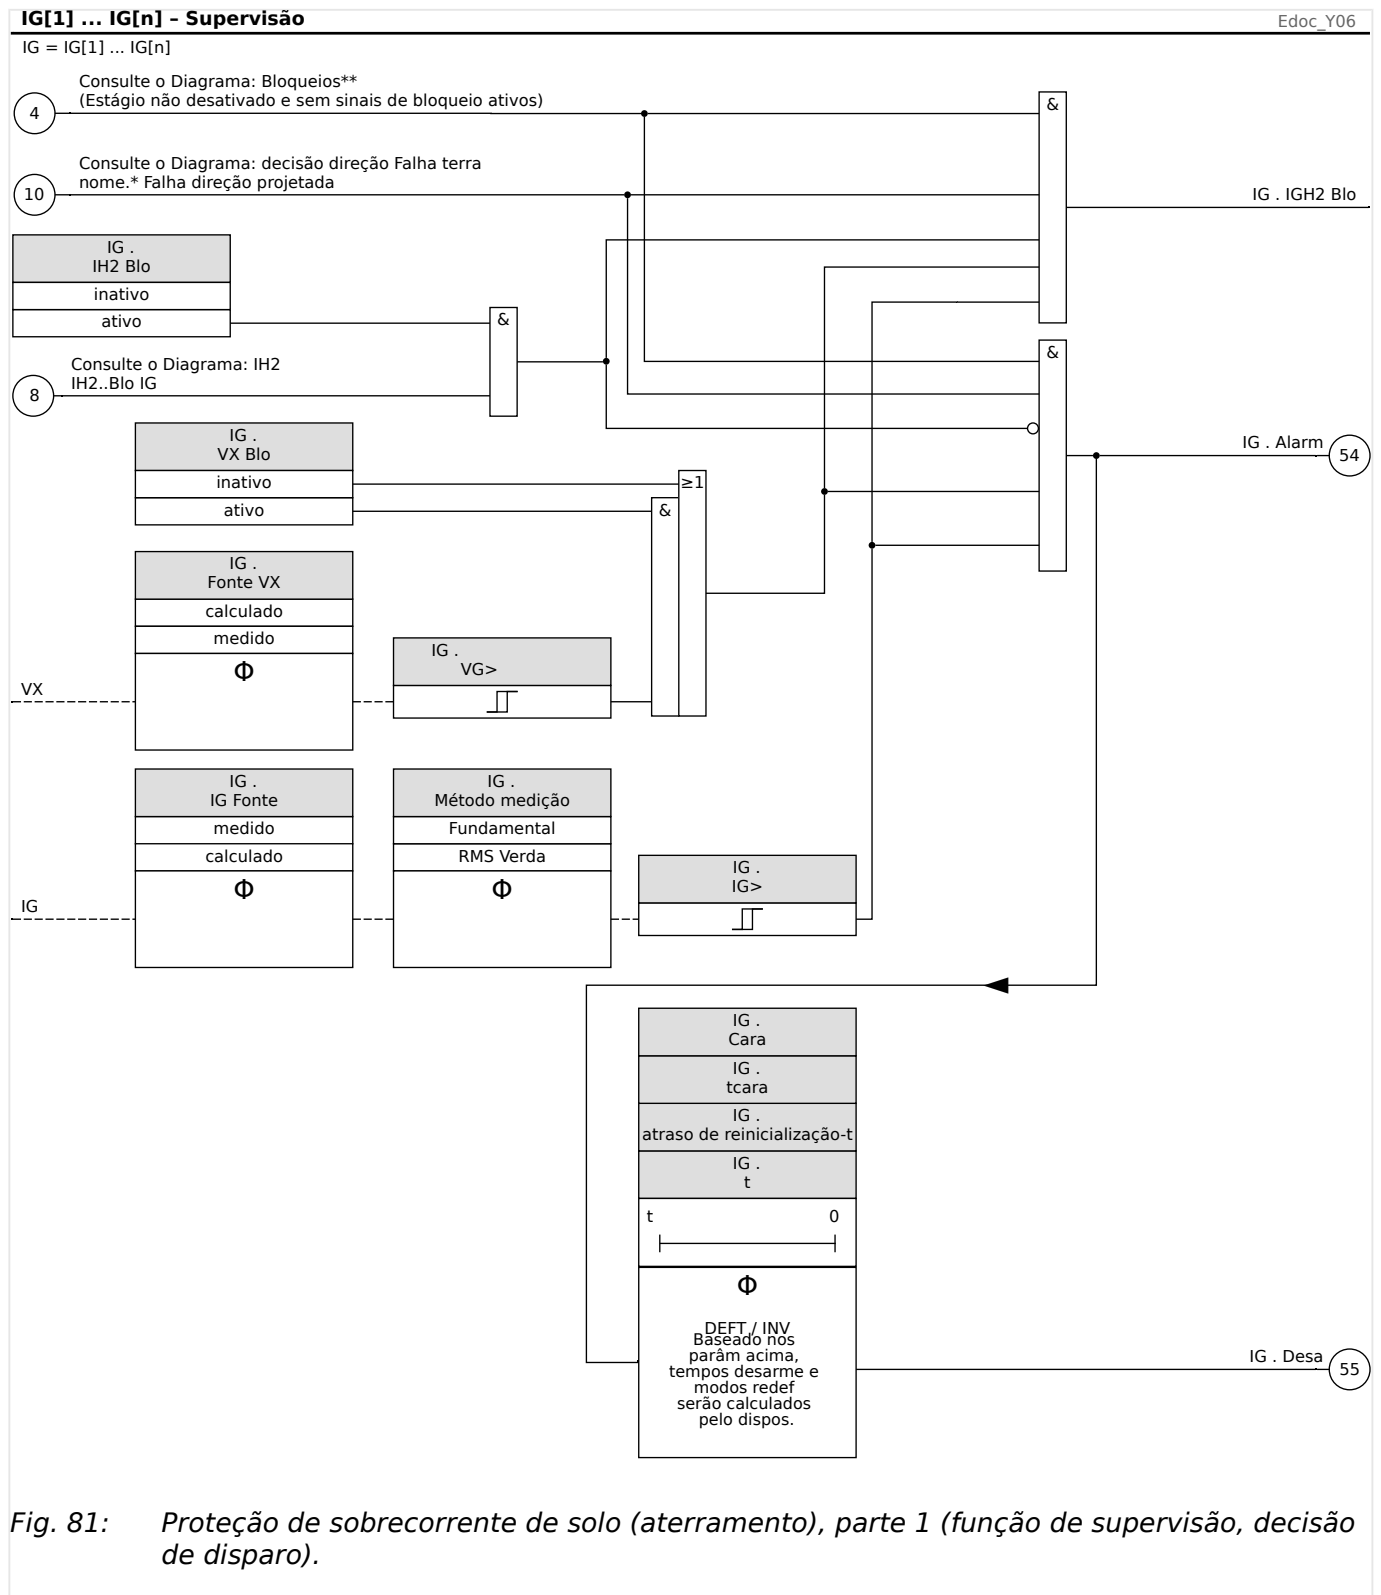 IG[1] ... IG[n] – Supervisão
Edoc_Y06
IG = IG[1] ... IG[n]
Consulte o Diagrama: Bloqueios**
(Estágio não desativado e sem sinais de bloqueio ativos)
4
&
Consulte o Diagrama: decisão direção Falha terra
nome.* Falha direção projetada
10
IG . IGH2 Blo
IG .
IH2 Blo
inativo
ativo
&
&
Consulte o Diagrama: IH2
IH2..Blo IG
8
IG .
VX Blo
inativo
ativo
≥1
&
IG . Alarm
54
IG .
Fonte VX
calculado
medido
Φ
VX
IG .
VG>
IG .
IG Fonte
medido
calculado
Φ
IG
IG .
Método medição
Fundamental
RMS Verda
Φ
IG .
IG>
IG .
Cara
IG .
tcara
IG .
atraso de reinicialização-t
IG .
t
t 0
Φ
DEFT / INV
Baseado nos
parâm acima,
tempos desarme e
modos redef
serão calculados
pelo dispos.
IG . Desa
55
Fig. 81: Proteção de sobrecorrente de solo (aterramento), parte 1 (função de supervisão, decisão
de disparo).